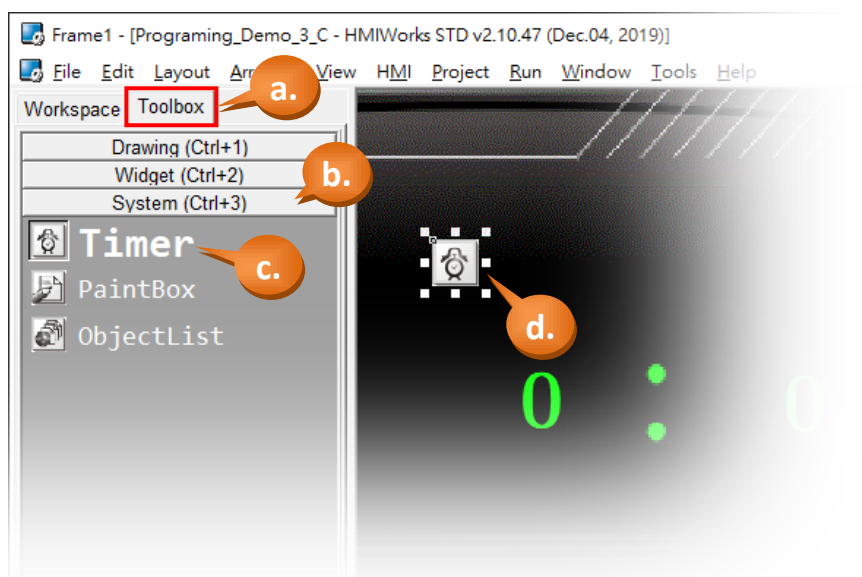 Frame1 - [Programing_Demo_3_C - HMIWorks STD v2.10.47 (Dec.04, 2019)]
File Edit Layout View HMI Project Run Window Tools Help
a.
Workspace Toolbox
Drawing (Ctrl+1)
Widget (Ctrl+2)
b.
System (Ctrl+3)
Timer
c.
PaintBox
d.
ObjectList
0 : 0